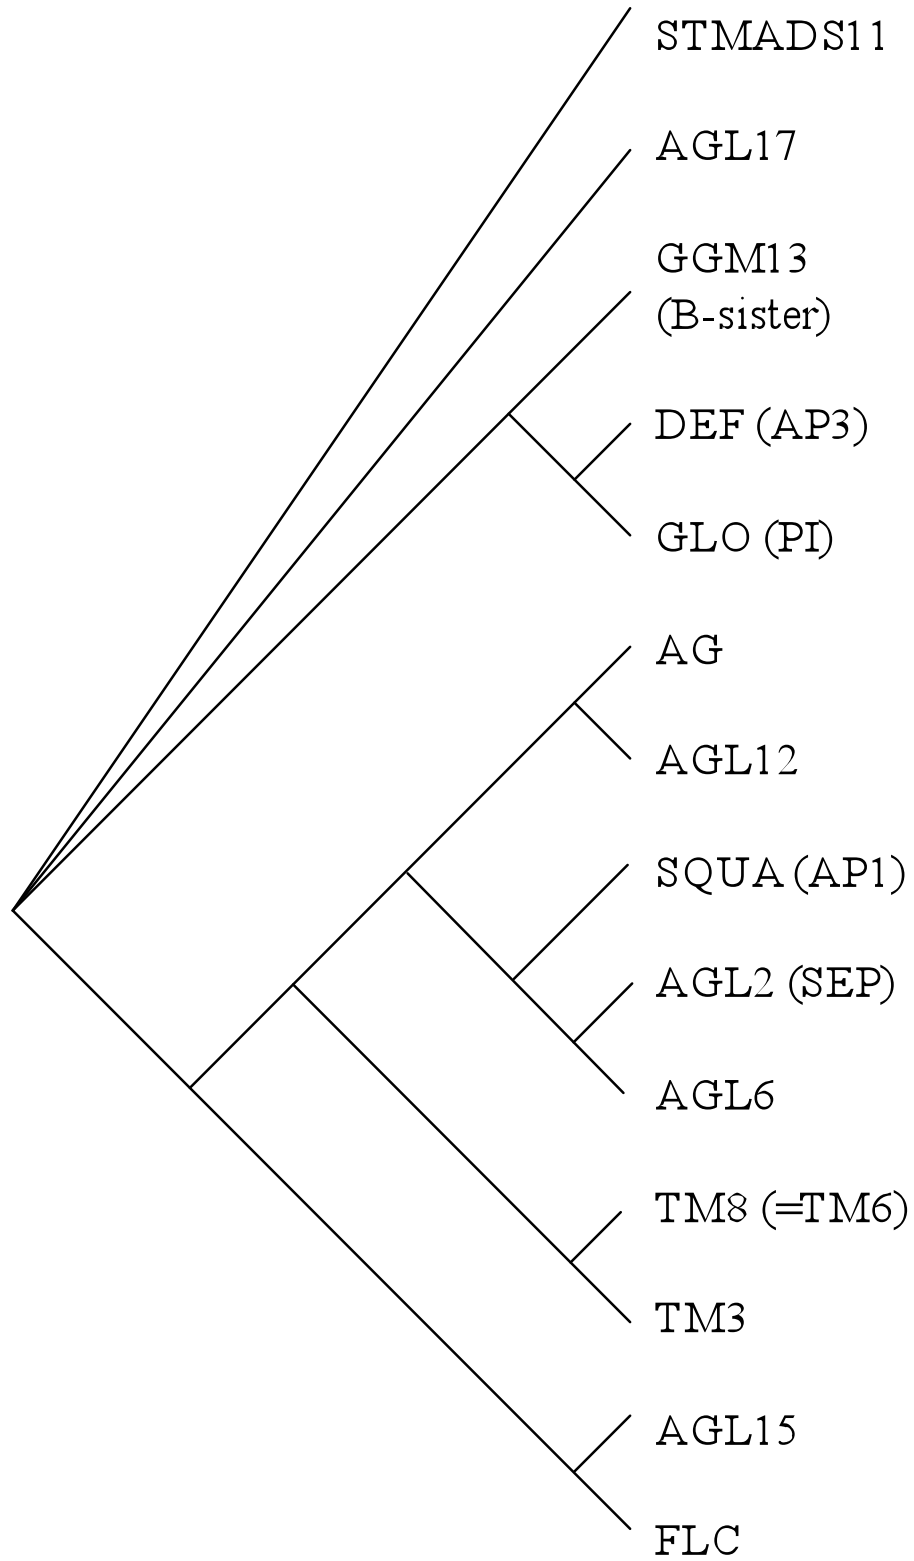 STMADS11
AGL17
GGM13
(B-sister)
DEF (AP3)
GLO (PI)
AG
AGL12
SQUA (AP1)
AGL2 (SEP)
AGL6
TM8 (=TM6)
TM3
AGL15
FLC